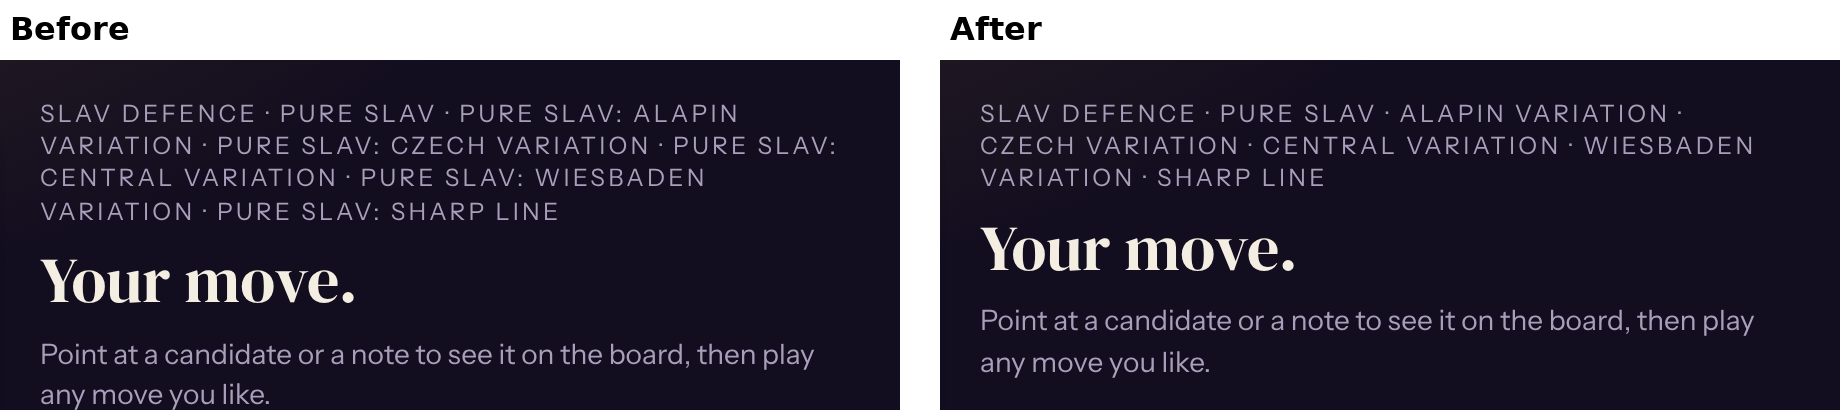 Before
SLAV DEFENCE · PURE SLAV · PURE SLAV: ALAPIN
VARIATION · PURE SLAV: CZECH VARIATION · PURE SLAV:
CENTRAL VARIATION · PURE SLAV: WIESBADEN
VARIATION · PURE SLAV: SHARP LINE
Your move.
Point at a candidate or a note to see it on the board, then play
any move you like.
After
SLAV DEFENCE · PURE SLAV · ALAPIN VARIATION ·
CZECH VARIATION · CENTRAL VARIATION · WIESBADEN
VARIATION · SHARP LINE
Your move.
Point at a candidate or a note to see it on the board, then play
any move you like.